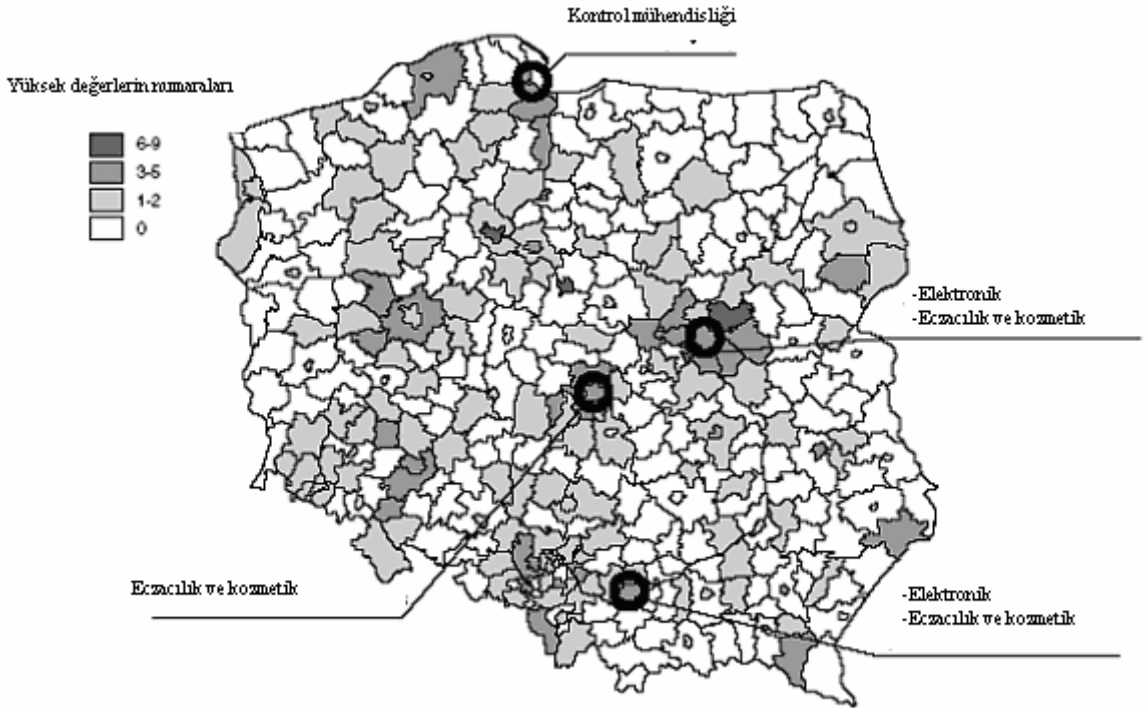 Kontrol mühendisliği
Yüksek değerlerin numaraları
6-9
3-5
1-2
0
-Elektronik
-Eczacılık ve kozmetik
Eczacılık ve kozmetik
-Elektronik
-Eczacılık ve kozmetik